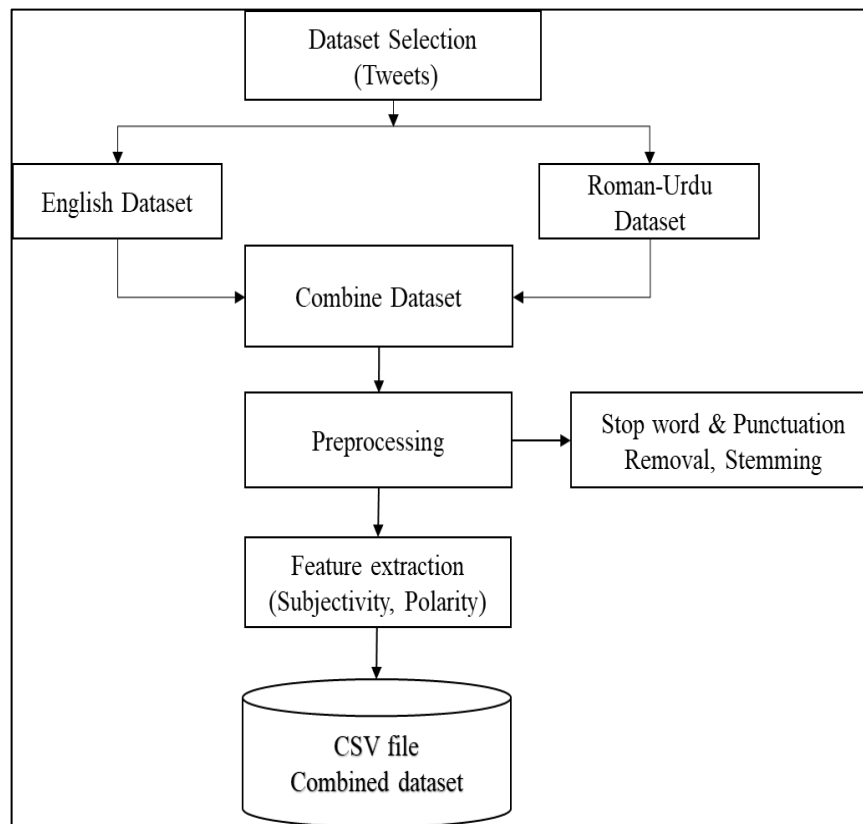 Dataset Selection
(Tweets)
English Dataset
Roman-Urdu
Dataset
Combine Dataset
Preprocessing
Stop word & Punctuation
Removal, Stemming
Feature extraction
(Subjectivity, Polarity)
CSV file
Combined dataset